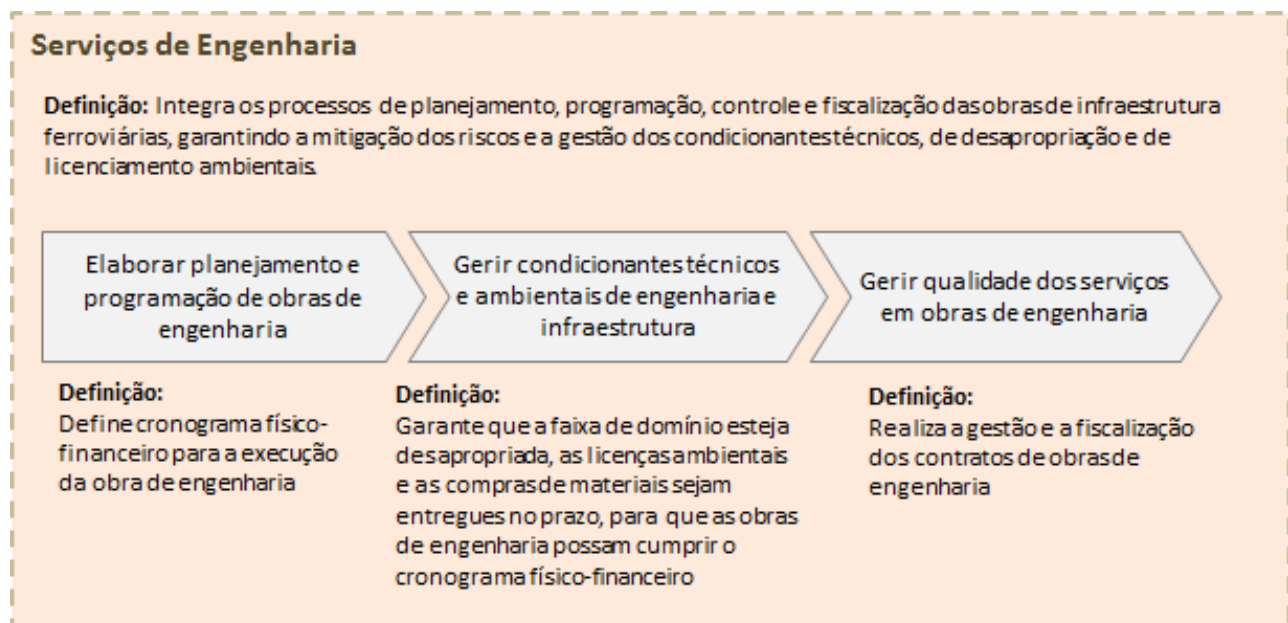 Serviços de Engenharia
Definição: Integra os processos de planejamento, programação, controle e fiscalização das obras de infraestrutura
ferroviárias, garantindo a mitigação dos riscos e a gestão dos condicionantes técnicos, de desapropriação e de
licenciamento ambientais.
Elaborar planejamento e
programação de obras de
engenharia
Gerir condicionantes técnicos
e ambientais de engenharia e
infraestrutura
Gerir qualidade dos serviços
em obras de engenharia
Definição:
Define cronograma físico-
financeiro para a execução
da obra de engenharia
Definição:
Garante que a faixa de domínio esteja
desapropriada, as licenças ambientais
e as compras de materiais sejam
entregues no prazo, para que as obras
de engenharia possam cumprir o
cronograma físico-financeiro
Definição:
Realiza a gestão e a fiscalização
dos contratos de obras de
engenharia